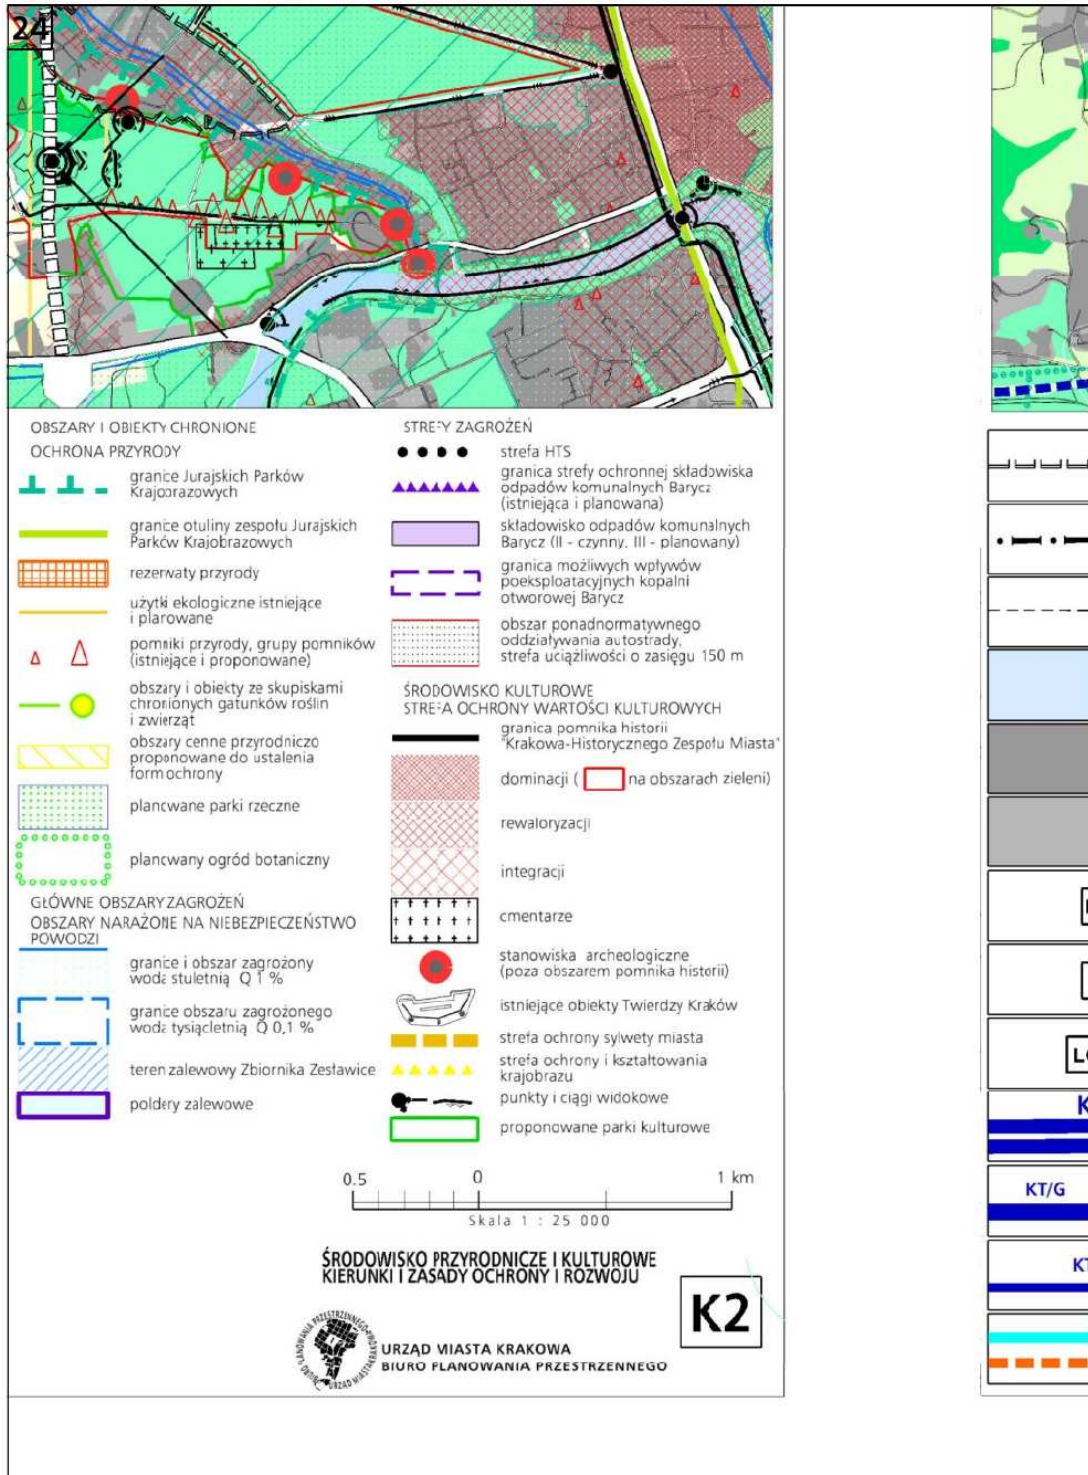 24
OBSZARY I OBIEKTY CHRONIONE
OCHRONA PRZYRODY
granice Jurajskich Parków
Krajobrazowych
granice otuliny zespołu Jurajskich
Parków Krajobrazowych
rezerwaty przyrody
użytki ekologiczne istniejące
i planowane
pomniki przyrody, grupy pomników
(istniejące i proponowane)
obszary i obiekty ze skupiskami
chronionych gatunków roślin
i zwierząt
obszary cenne przyrodniczo
proponowane do ustalenia
form ochrony
planowane parki rzeczne
planowany ogród botaniczny
GŁÓWNE OBSZARY ZAGROŻEŃ
OBSZARY NARAŻONE NA NIEBEZPIECZEŃSTWO
POWODZI
granice i obszar zagrożony
wodą stuletnią Q 1 %
granice obszaru zagrożonego
wodą tysiącletnią Q 0,1 %
teren zalewowy Zbiornika Zesławice
poldery zalewowe
STREFY ZAGROŻEŃ
strefa HTS
granica strefy ochronnej składowiska
odpadów komunalnych Barycz
(istniejąca i planowana)
składowisko odpadów komunalnych
Barycz (II - czynny, III - planowany)
granica możliwych wpływów
poeksploatacyjnych kopalni
otworowej Barycz
obszar ponadnormatywnego
oddziaływania autostrady,
strefa uciążliwości o zasięgu 150 m
ŚRODOWISKO KULTUROWE
STREFA OCHRONY WARTOŚCI KULTUROWYCH
granica pomnika historii
"Krakowa-Historycznego Zespołu Miasta"
dominacji ( na obszarach zieleni)
rewaloryzacji
integracji
cmentarze
stanowiska archeologiczne
(poza obszarem pomnika historii)
istniejące obiekty Twierdzy Kraków
strefa ochrony sylwety miasta
strefa ochrony i kształtowania
krajobrazu
punkty i ciągi widokowe
proponowane parki kulturowe
0.5 0 1 km
Skala 1 : 25 000
ŚRODOWISKO PRZYRODNICZE I KULTUROWE
KIERUNKI I ZASADY OCHRONY I ROZWOJU
K2
URZĄD MIASTA KRAKOWA
BIURO PLANOWANIA PRZESTRZENNEGO
KT/G